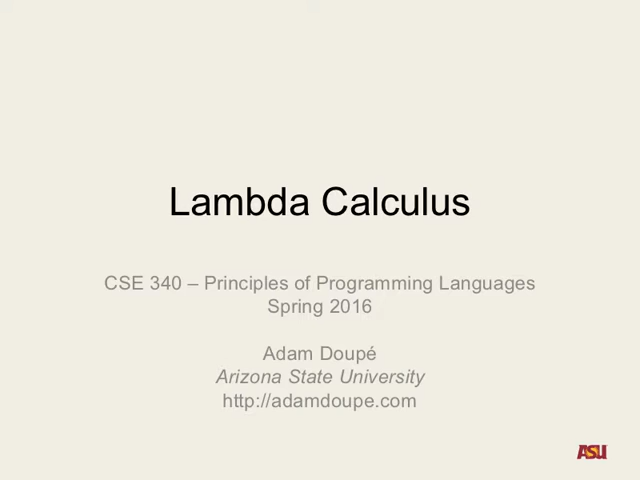 Lambda Calculus
CSE 340 – Principles of Programming Languages
Spring 2016
Adam Doupé
Arizona State University
http://adamdoupe.com
ASU